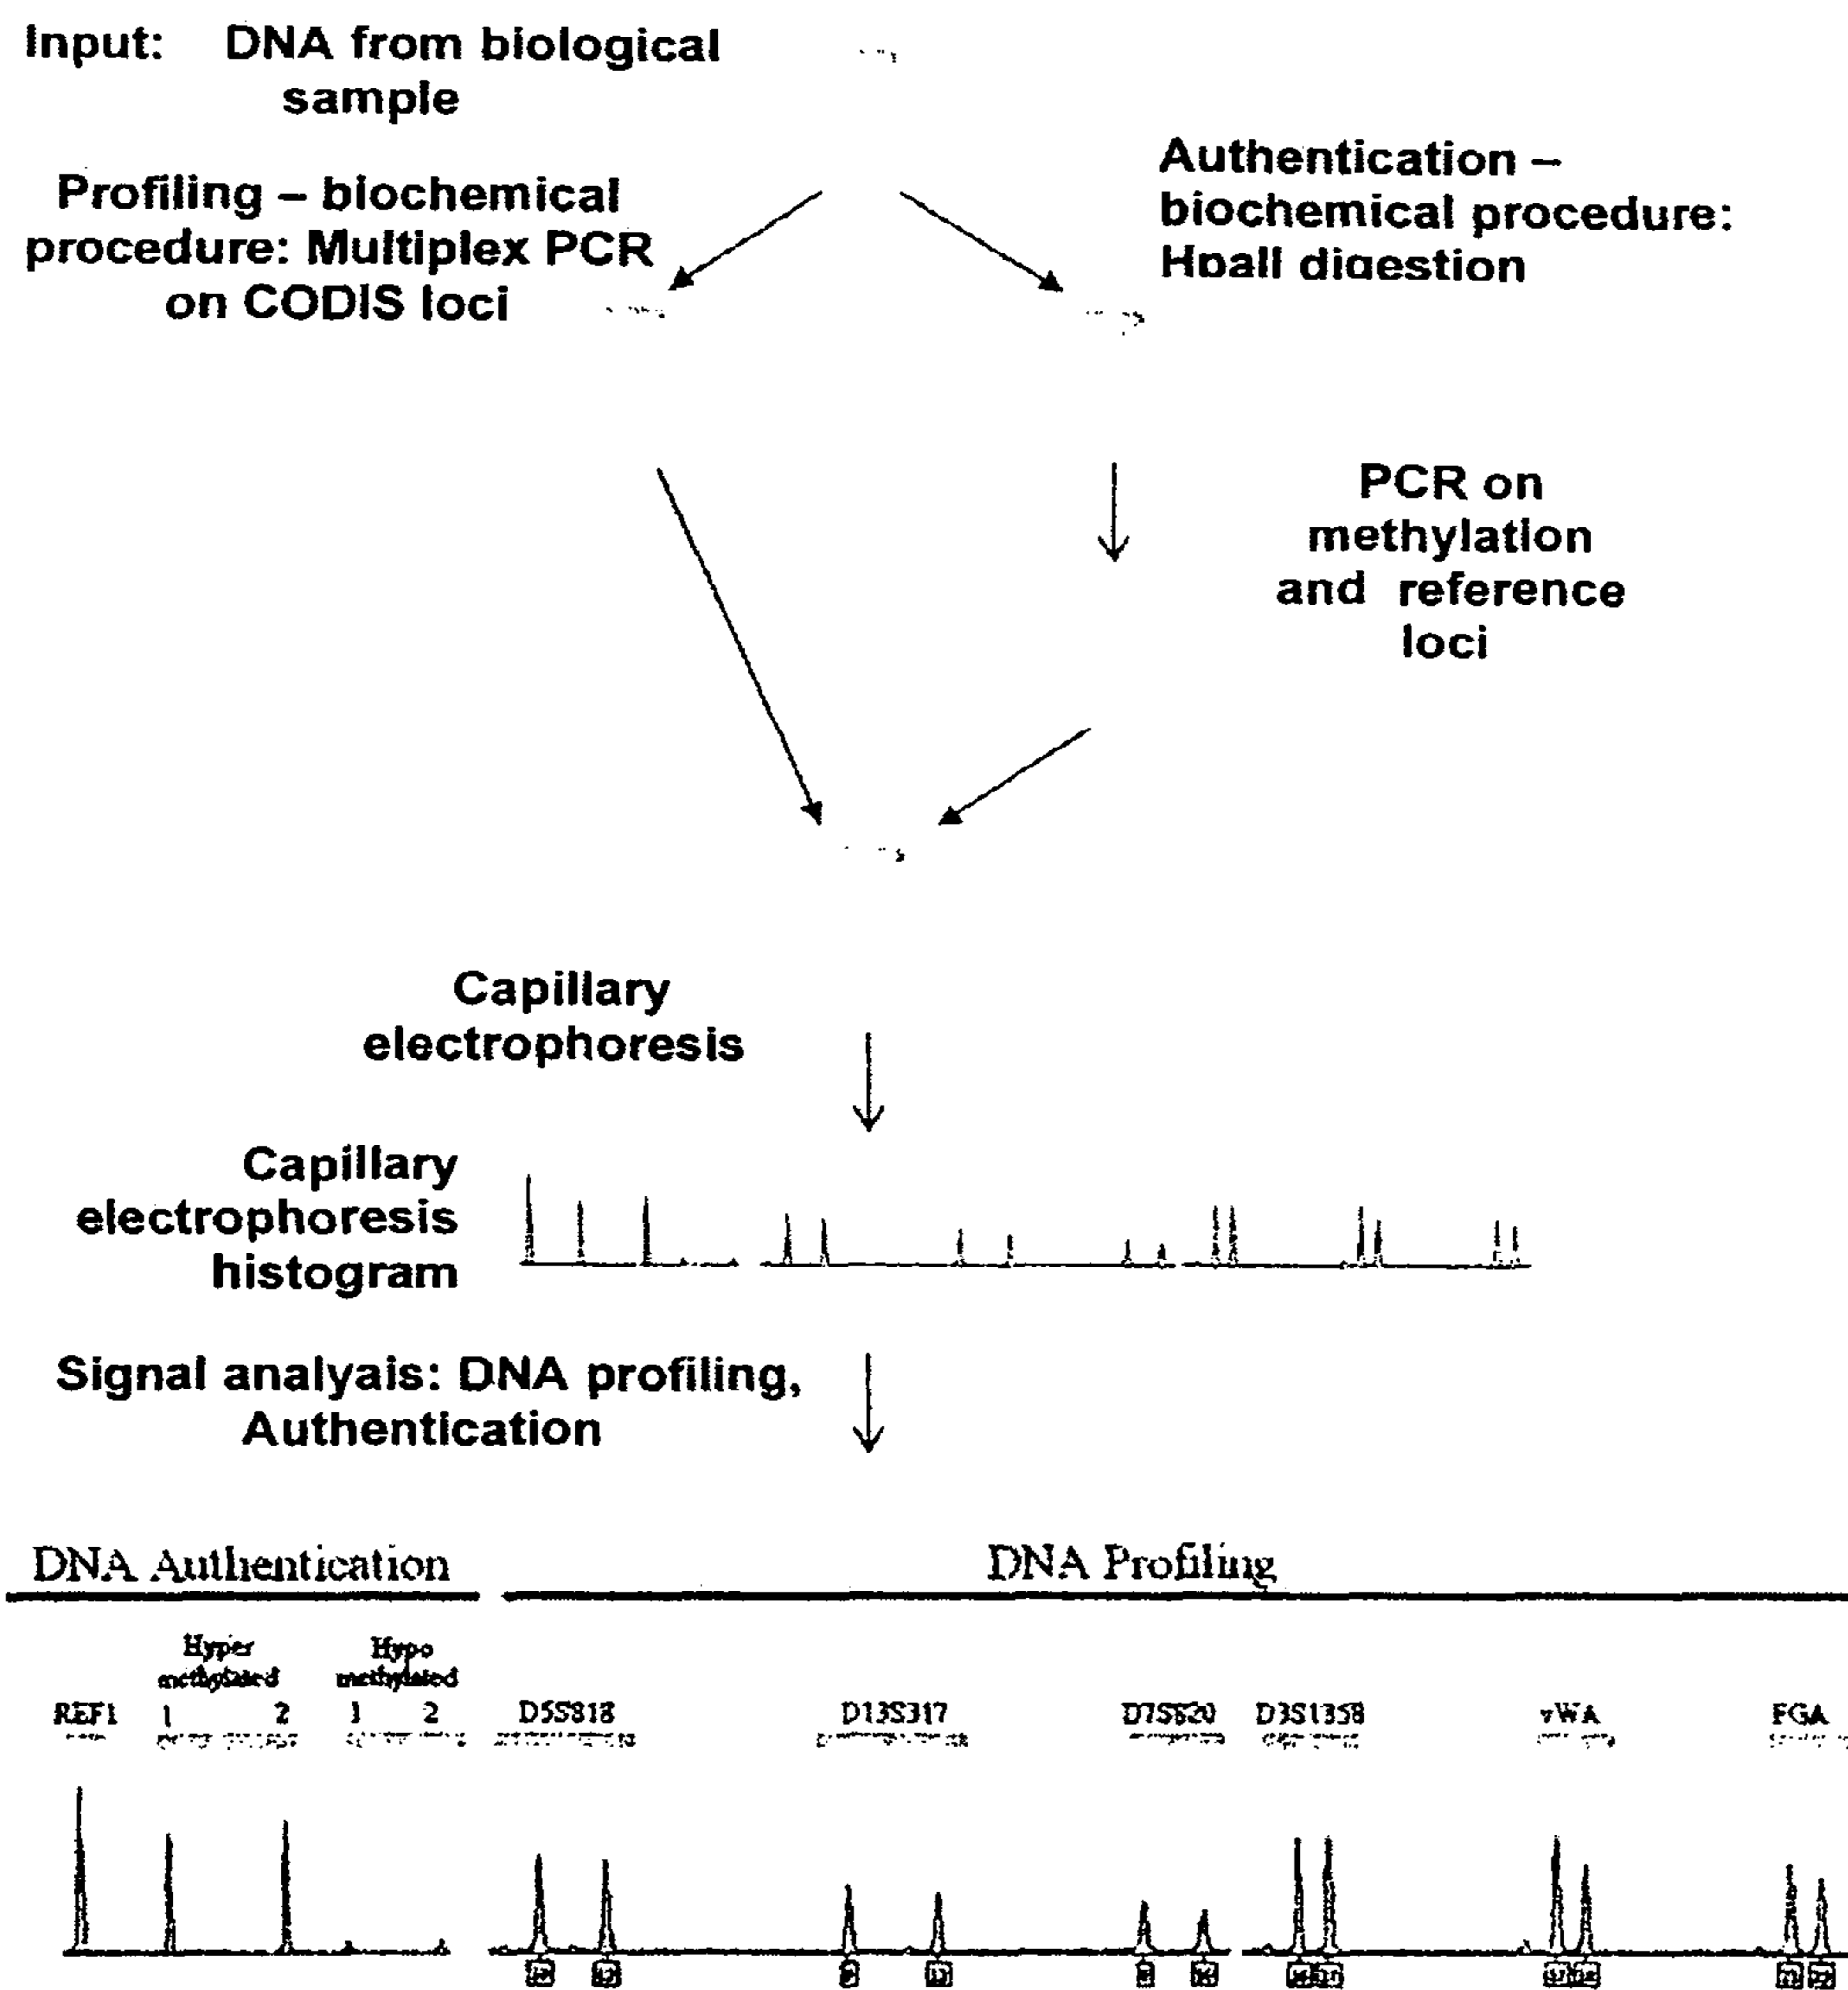 Input: DNA from biological
sample
Profiling – biochemical
procedure: Multiplex PCR
on CODIS loci
Authentication –
biochemical procedure:
HpaII digestion
PCR on
methylation
and reference
loci
Capillary
electrophoresis
Capillary
electrophoresis
histogram
Signal analyais: DNA profiling,
Authentication
DNA Authentication
DNA Profiling
Hyper
methylated
Hypo
methylated
REF1 1 2 1 2 D5S818 D13S317 D7S820 D3S1358 vWA FGA